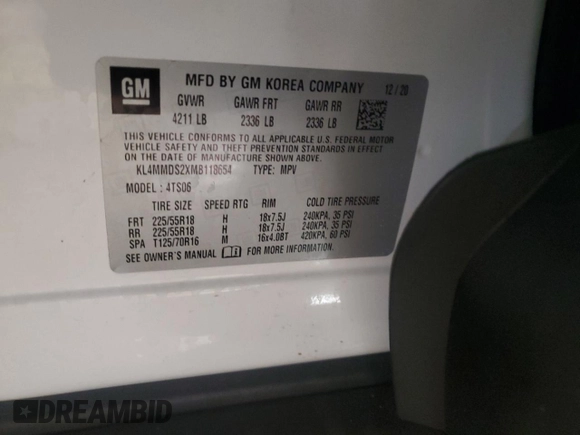 GM
MFD BY GM KOREA COMPANY 12/20
GVWR GAWR FRT GAWR RR
4211 LB 2336 LB 2336 LB
THIS VEHICLE CONFORMS TO ALL APPLICABLE U.S. FEDERAL MOTOR
VEHICLE SAFETY AND THEFT PREVENTION STANDARDS IN EFFECT
ON THE DATE OF MANUFACTURE SHOWN ABOVE.
KL4MMDS2XMB118654 TYPE: MPV
MODEL: 4TS06
TIRE SIZE SPEED RTG RIM COLD TIRE PRESSURE
FRT 225/55R18 H 18x7.5J 240KPA, 35 PSI
RR 225/55R18 H 18x7.5J 240KPA, 35 PSI
SPA T125/70R16 M 16x4.0BT 420KPA, 60 PSI
SEE OWNER'S MANUAL FOR MORE INFORMATION.
DREAMBID